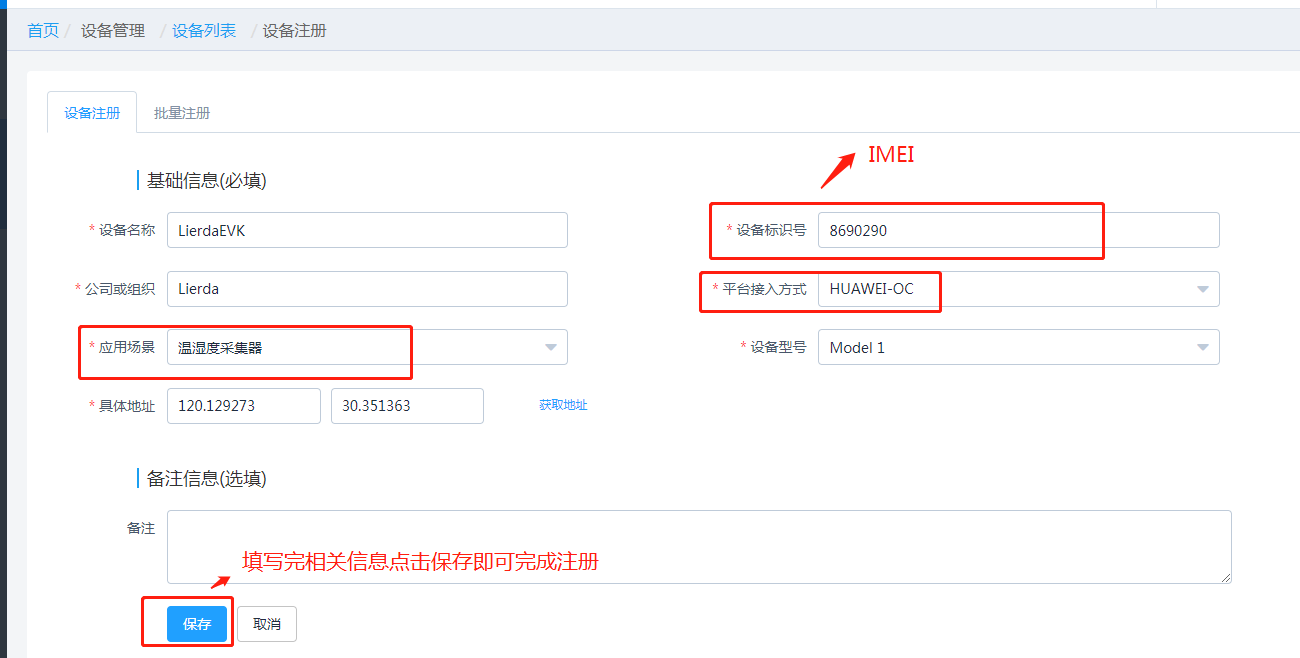 首页 / 设备管理 / 设备列表 / 设备注册
设备注册 批量注册
IMEI
基础信息(必填)
* 设备名称 LierdaEVK * 设备标识号 8690290
* 公司或组织 Lierda * 平台接入方式 HUAWEI-OC
* 应用场景 温湿度采集器 * 设备型号 Model 1
* 具体地址 120.129273 30.351363 获取地址
备注信息(选填)
备注
填写完相关信息点击保存即可完成注册
保存 取消